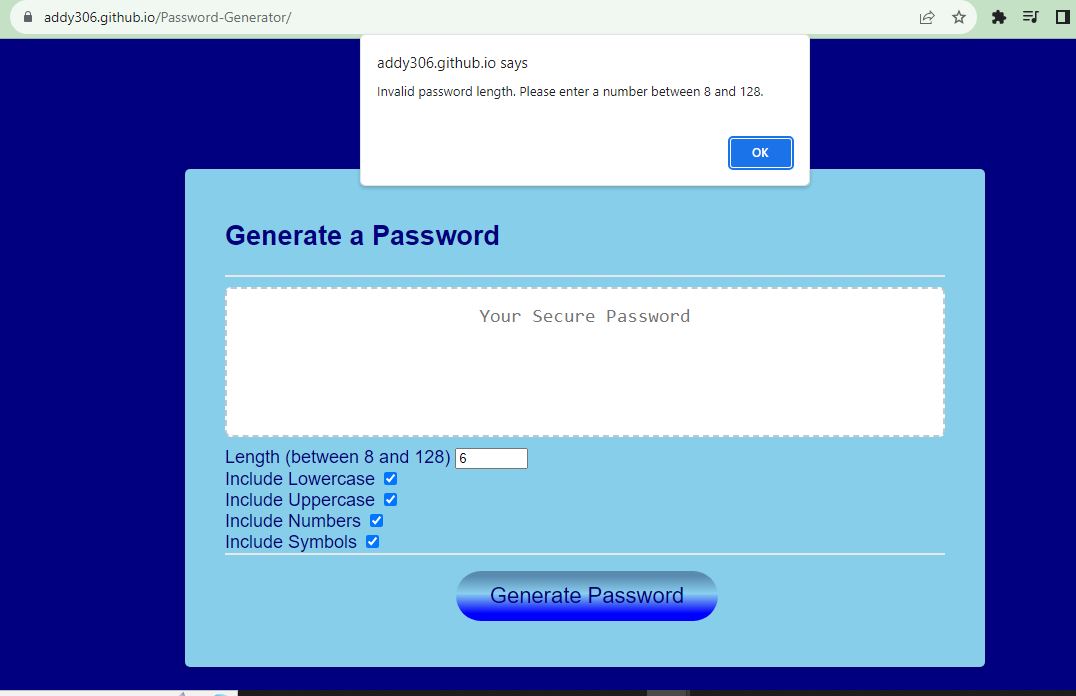 addy306.github.io/Password-Generator/
addy306.github.io says
Invalid password length. Please enter a number between 8 and 128.
OK
Generate a Password
Your Secure Password
Length (between 8 and 128) 6
Include Lowercase
Include Uppercase
Include Numbers
Include Symbols
Generate Password